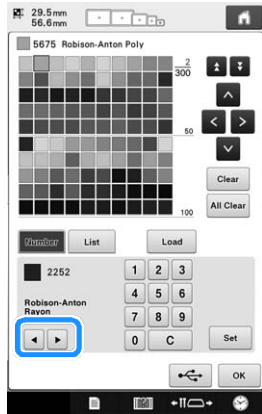 29.5mm
56.6mm
5675 Robison-Anton Poly
2
300
50
100
Clear
All Clear
Number
List
Load
2252
Robison-Anton
Rayon
1 2 3
4 5 6
7 8 9
0 C
Set
OK